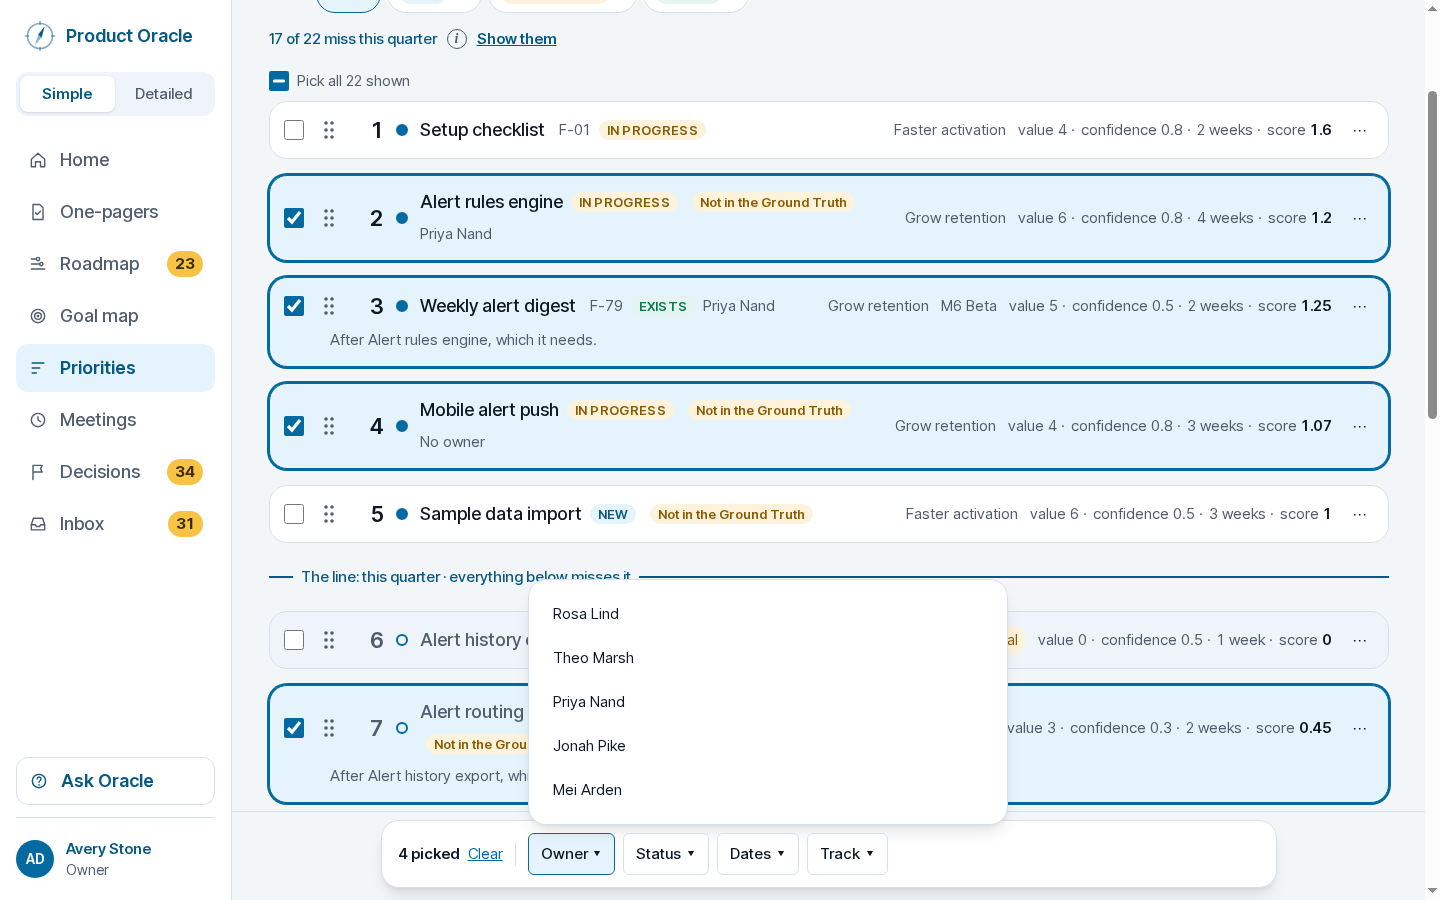 Product Oracle
Simple
Detailed
Home
One-pagers
Roadmap 23
Goal map
Priorities
Meetings
Decisions 34
Inbox 31
Ask Oracle
AD
Avery Stone
Owner
17 of 22 miss this quarter i Show them
Pick all 22 shown
1 Setup checklist F-01 IN PROGRESS Faster activation value 4 · confidence 0.8 · 2 weeks · score 1.6 ...
2 Alert rules engine IN PROGRESS Not in the Ground Truth
Priya Nand
Grow retention value 6 · confidence 0.8 · 4 weeks · score 1.2 ...
3 Weekly alert digest F-79 EXISTS Priya Nand Grow retention M6 Beta value 5 · confidence 0.5 · 2 weeks · score 1.25 ...
After Alert rules engine, which it needs.
4 Mobile alert push IN PROGRESS Not in the Ground Truth
No owner
Grow retention value 4 · confidence 0.8 · 3 weeks · score 1.07 ...
5 Sample data import NEW Not in the Ground Truth Faster activation value 6 · confidence 0.5 · 3 weeks · score 1 ...
The line: this quarter · everything below misses it
6 Alert history value 0 · confidence 0.5 · 1 week · score 0 ...
7 Alert routing
Not in the
value 3 · confidence 0.3 · 2 weeks · score 0.45 ...
After Alert history export,
Rosa Lind
Theo Marsh
Priya Nand
Jonah Pike
Mei Arden
4 picked Clear Owner ▾ Status ▾ Dates ▾ Track ▾